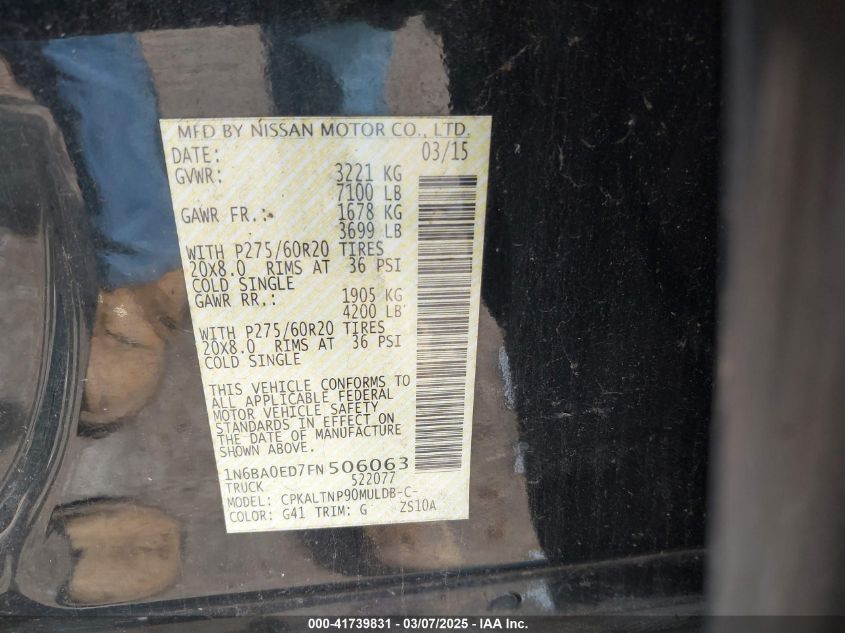 MFD BY NISSAN MOTOR CO., LTD.
DATE: 03/15
GVWR: 3221 KG
7100 LB
GAWR FR.: 1678 KG
3699 LB
WITH P275/60R20 TIRES
20X8.0 RIMS AT 36 PSI
COLD SINGLE
GAWR RR.: 1905 KG
4200 LB
WITH P275/60R20 TIRES
20X8.0 RIMS AT 36 PSI
COLD SINGLE
THIS VEHICLE CONFORMS TO
ALL APPLICABLE FEDERAL
MOTOR VEHICLE SAFETY
STANDARDS IN EFFECT ON
THE DATE OF MANUFACTURE
SHOWN ABOVE.
1N6BA0ED7FN506063
TRUCK 522077
MODEL: CPKALTNP90MULDB-C-
COLOR: G41 TRIM: G ZS10A
000-41739831 - 03/07/2025 - IAA Inc.